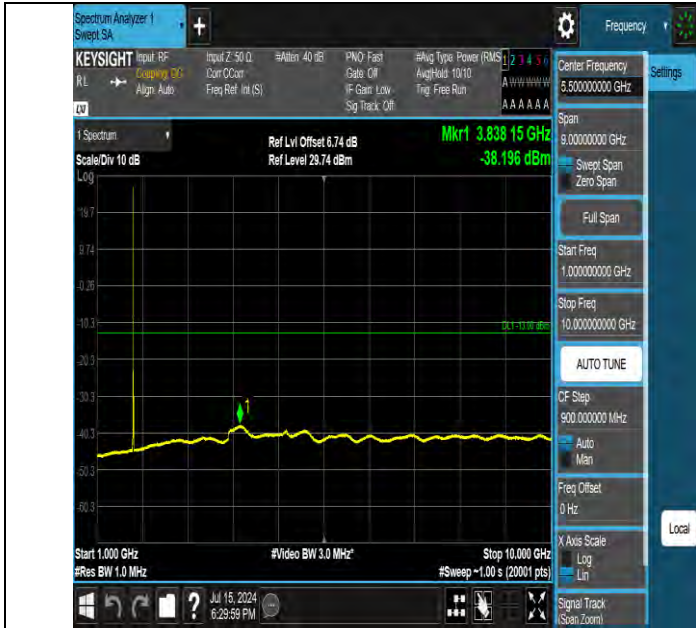 Spectrum Analyzer 1
Swept SA
+
Frequency
KEYSIGHT
RL
LXI
Input: RF
Coupling: DC
Align: Auto
Input Z: 50 Ω
Corr CCorr
Freq Ref: Int (S)
#Atten: 40 dB
PNO: Fast
Gate: Off
IF Gain: Low
Sig Track: Off
#Avg Type: Power (RMS
Avg|Hold: 10/10
Trig: Free Run
1 2 3 4 5 6
A W W W W W
A A A A A A
1 Spectrum
Scale/Div 10 dB
Ref Lvl Offset 6.74 dB
Ref Level 29.74 dBm
Mkr1 3.838 15 GHz
-38.196 dBm
Log
19.7
9.74
-0.26
-10.3
DL1 -13.00 dBm
-20.3
-30.3
1
-40.3
-50.3
-60.3
Start 1.000 GHz
#Video BW 3.0 MHz*
Stop 10.000 GHz
#Res BW 1.0 MHz
#Sweep ~1.00 s (20001 pts)
?
Jul 15, 2024
6:29:59 PM
Center Frequency
5.500000000 GHz
Settings
Span
9.00000000 GHz
Swept Span
Zero Span
Full Span
Start Freq
1.000000000 GHz
Stop Freq
10.000000000 GHz
AUTO TUNE
CF Step
900.000000 MHz
Auto
Man
Freq Offset
0 Hz
Local
X Axis Scale
Log
Lin
Signal Track
(Span Zoom)